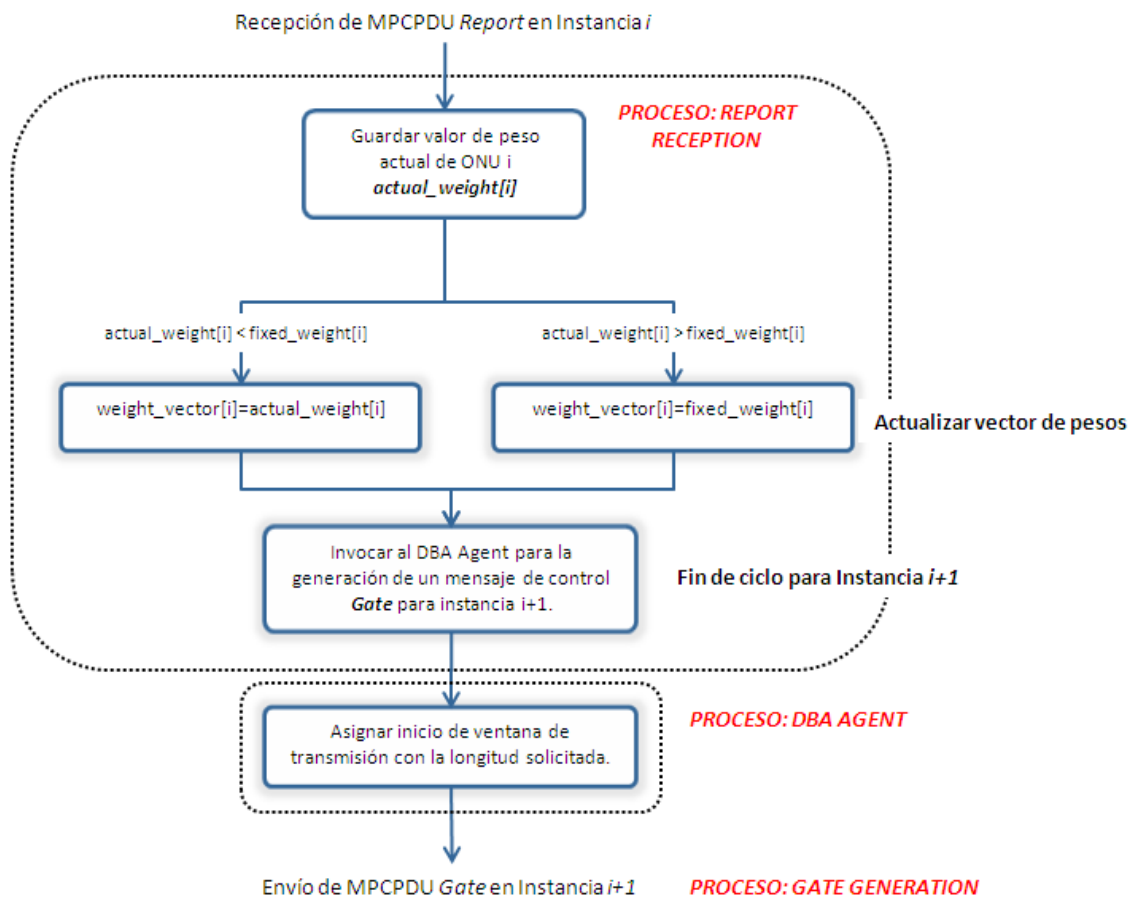 Recepción de MPCPDU Report en Instancia i
PROCESO: REPORT
RECEPTION
Guardar valor de peso
actual de ONU i
actual_weight[i]
actual_weight[i] < fixed_weight[i]
actual_weight[i] > fixed_weight[i]
weight_vector[i]=actual_weight[i]
weight_vector[i]=fixed_weight[i]
Actualizar vector de pesos
Invocar al DBA Agent para la
generación de un mensaje de control
Gate para instancia i+1.
Fin de ciclo para Instancia i+1
PROCESO: DBA AGENT
Asignar inicio de ventana de
transmisión con la longitud solicitada.
Envío de MPCPDU Gate en Instancia i+1
PROCESO: GATE GENERATION